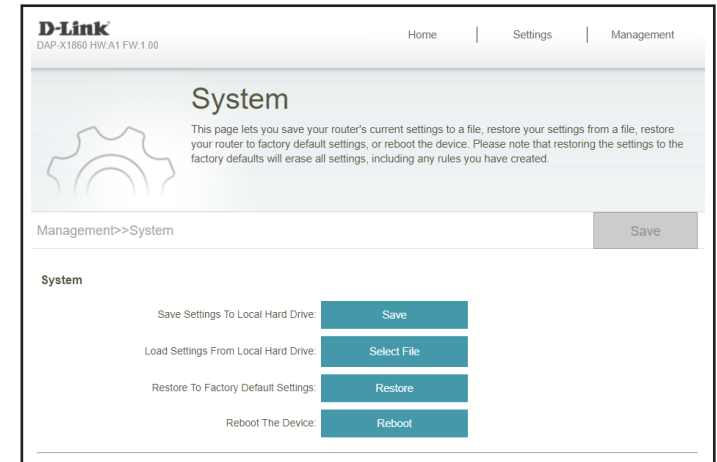 D-Link
DAP-X1860 HW:A1 FW:1.00
Home | Settings | Management
System
This page lets you save your router's current settings to a file, restore your settings from a file, restore
your router to factory default settings, or reboot the device. Please note that restoring the settings to the
factory defaults will erase all settings, including any rules you have created.
Management>>System
Save
System
Save Settings To Local Hard Drive: Save
Load Settings From Local Hard Drive: Select File
Restore To Factory Default Settings: Restore
Reboot The Device: Reboot